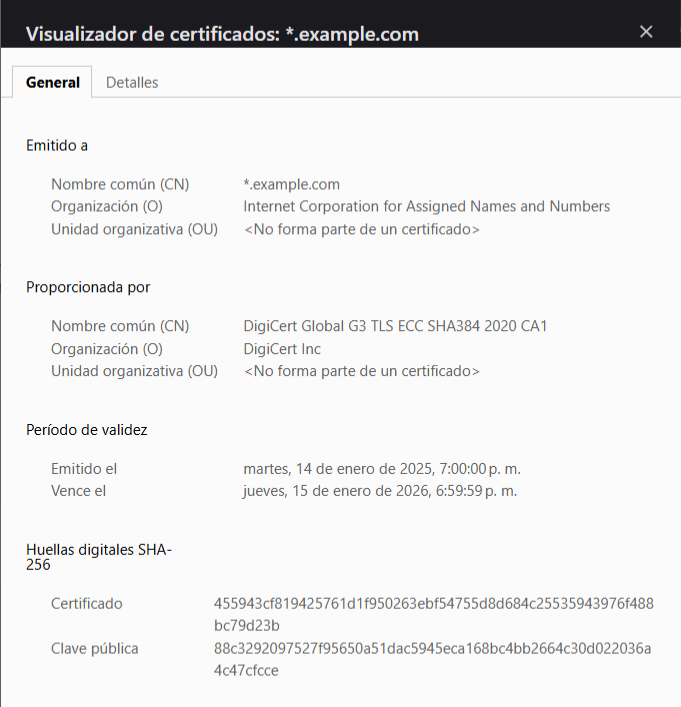 Visualizador de certificados: *.example.com
General Detalles
Emitido a
Nombre común (CN) *.example.com
Organización (O) Internet Corporation for Assigned Names and Numbers
Unidad organizativa (OU) <No forma parte de un certificado>
Proporcionada por
Nombre común (CN) DigiCert Global G3 TLS ECC SHA384 2020 CA1
Organización (O) DigiCert Inc
Unidad organizativa (OU) <No forma parte de un certificado>
Período de validez
Emitido el martes, 14 de enero de 2025, 7:00:00 p. m.
Vence el jueves, 15 de enero de 2026, 6:59:59 p. m.
Huellas digitales SHA-
256
Certificado 455943cf819425761d1f950263ebf54755d8d684c25535943976f488
bc79d23b
Clave pública 88c3292097527f95650a51dac5945eca168bc4bb2664c30d022036a
4c47cfcce